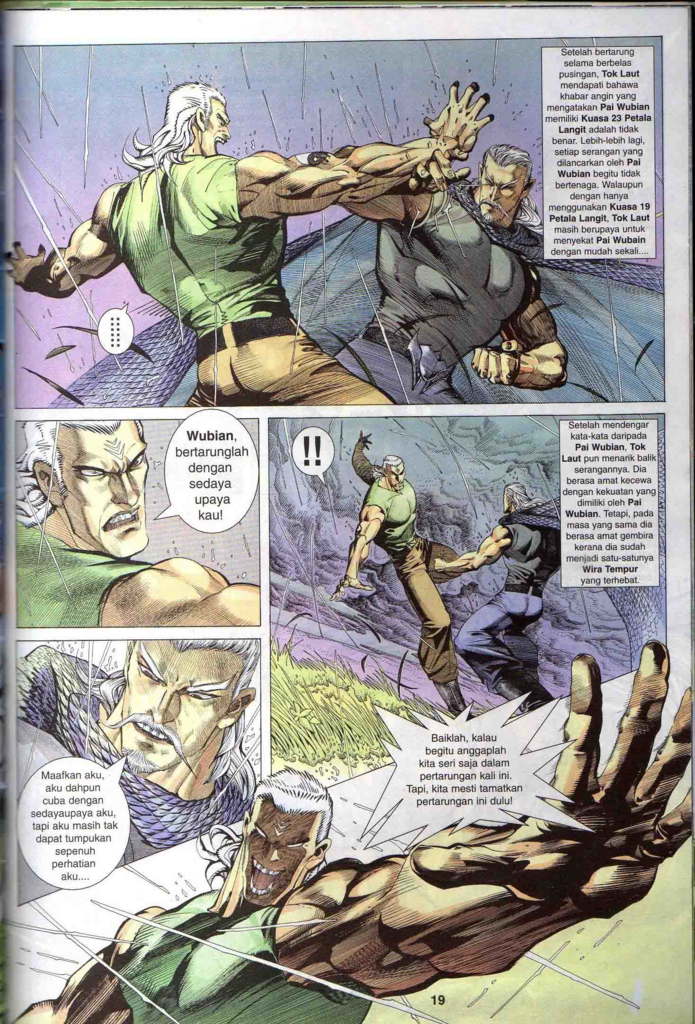 Setelah bertarung
selama berbelas
pusingan, Tok Laut
mendapati bahawa
khabar angin yang
mengatakan Pai Wubian
memiliki Kuasa 23 Petala
Langit adalah tidak
benar. Lebih-lebih lagi,
setiap serangan yang
dilancarkan oleh Pai
Wubian begitu tidak
bertenaga. Walaupun
dengan hanya
menggunakan Kuasa 19
Petala Langit, Tok Laut
masih berupaya untuk
menyekat Pai Wubain
dengan mudah sekali....
Wubian,
bertarunglah
dengan
sedaya
upaya
kau!
!!
Setelah mendengar
kata-kata daripada
Pai Wubian, Tok
Laut pun menarik balik
serangannya. Dia
berasa amat kecewa
dengan kekuatan yang
dimiliki oleh Pai
Wubian. Tetapi, pada
masa yang sama dia
berasa amat gembira
kerana dia sudah
menjadi satu-satunya
Wira Tempur
yang terhebat.
Maafkan aku,
aku dahpun
cuba dengan
sedayaupaya aku,
tapi aku masih tak
dapat tumpukan
sepenuh
perhatian
aku....
Baiklah, kalau
begitu anggaplah
kita seri saja dalam
pertarungan kali ini.
Tapi, kita mesti tamatkan
pertarungan ini dulu!
19